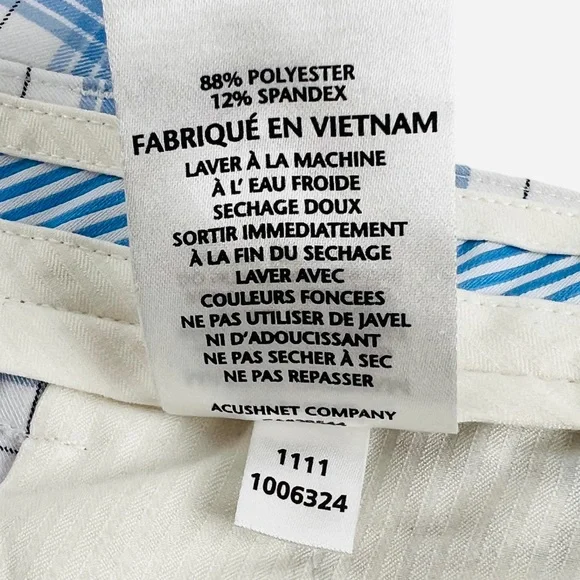 88% POLYESTER
12% SPANDEX
FABRIQUÉ EN VIETNAM
LAVER À LA MACHINE
À L' EAU FROIDE
SECHAGE DOUX
SORTIR IMMEDIATEMENT
À LA FIN DU SECHAGE
LAVER AVEC
COULEURS FONCEES
NE PAS UTILISER DE JAVEL
NI D'ADOUCISSANT
NE PAS SECHER À SEC
NE PAS REPASSER
ACUSHNET COMPANY
1111
1006324